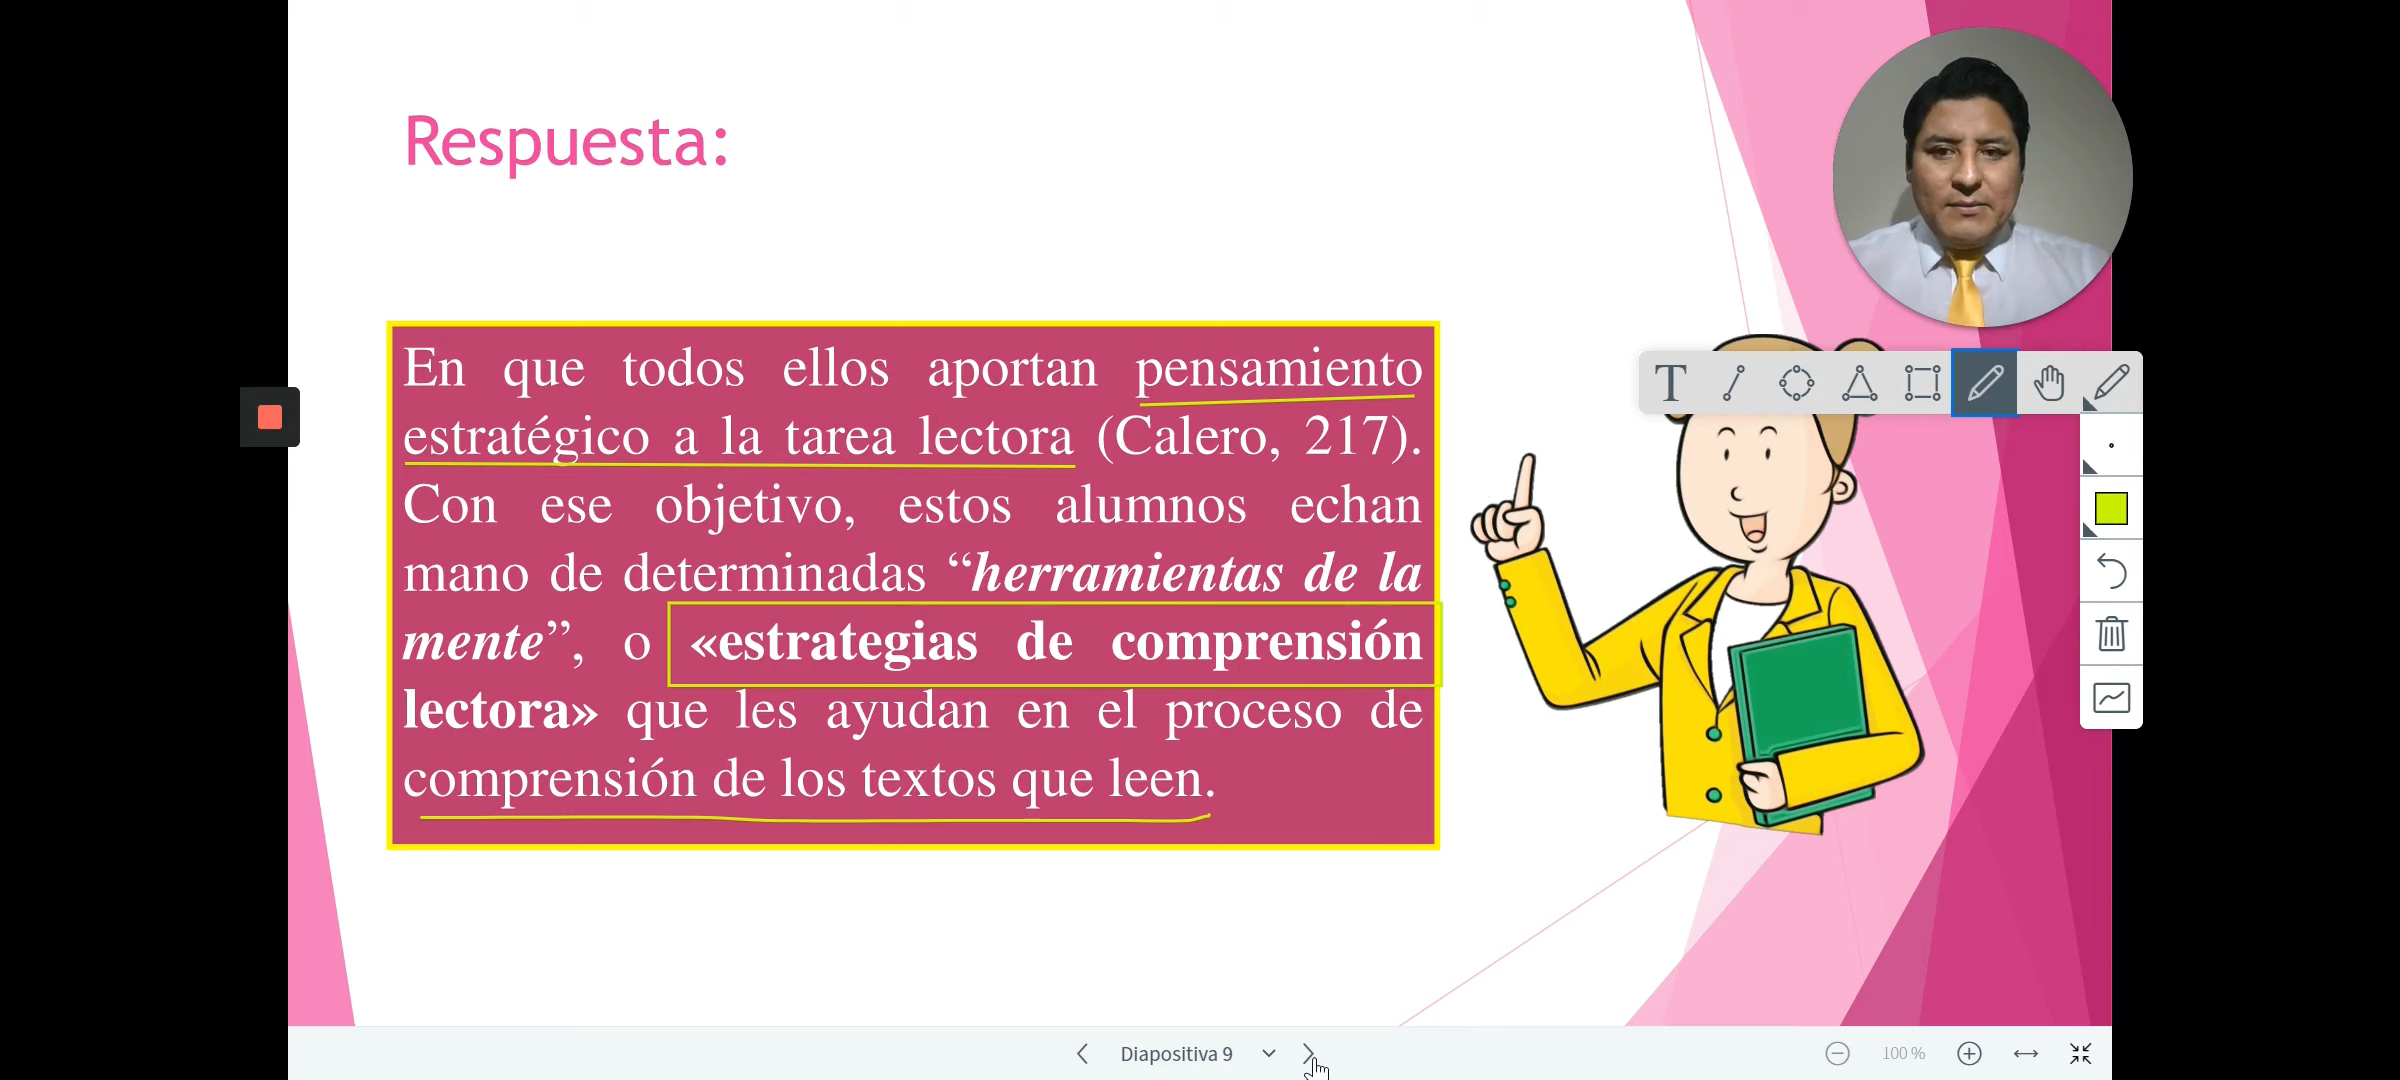 Respuesta:
En que todos ellos aportan pensamiento
estratégico a la tarea lectora (Calero, 217).
Con ese objetivo, estos alumnos echan
mano de determinadas “herramientas de la
mente”, o «estrategias de comprensión
lectora» que les ayudan en el proceso de
comprensión de los textos que leen.
T
Diapositiva 9
100 %